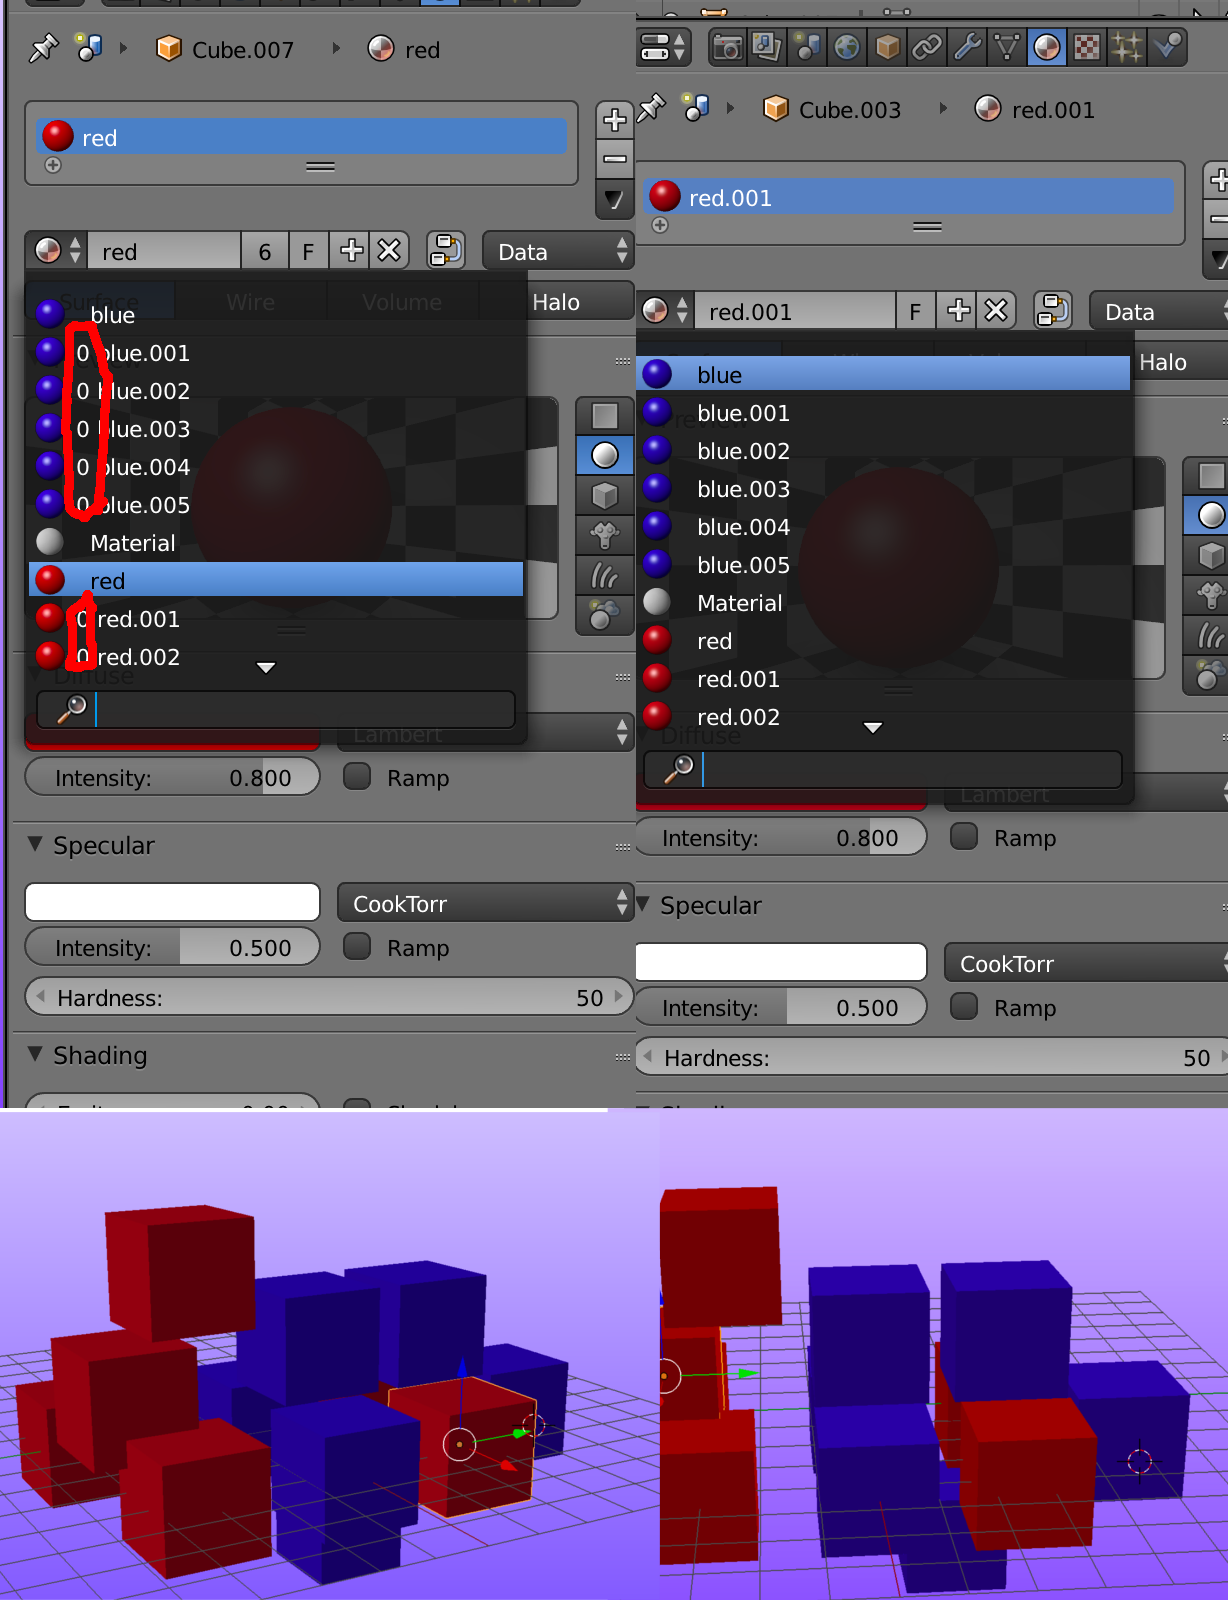 Cube.007 red
red
red 6 F Data
Surface Wire Volume Halo
blue
0 blue.001
0 blue.002
0 blue.003
0 blue.004
0 blue.005
Material
red
0 red.001
0 red.002
Diffuse
Lambert
Intensity: 0.800 Ramp
Specular
CookTorr
Intensity: 0.500 Ramp
Hardness: 50
Shading
Cube.003 red.001
red.001
red.001 F Data
Halo
blue
blue.001
blue.002
blue.003
blue.004
blue.005
Material
red
red.001
red.002
Diffuse
Lambert
Intensity: 0.800 Ramp
Specular
CookTorr
Intensity: 0.500 Ramp
Hardness: 50